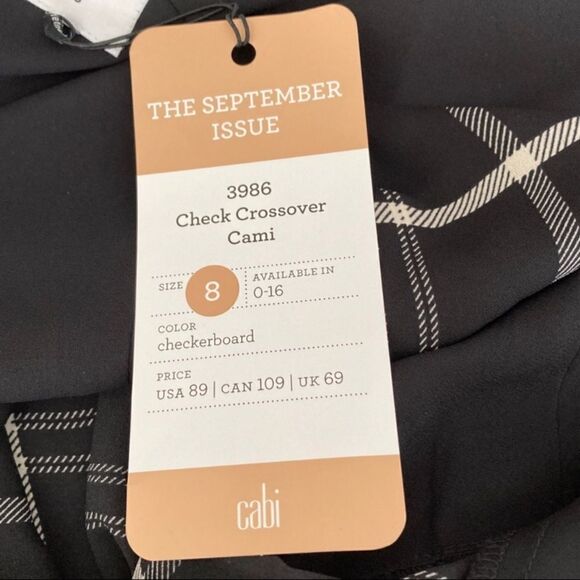 THE SEPTEMBER
ISSUE
3986
Check Crossover
Cami
SIZE 8 AVAILABLE IN
0-16
COLOR
checkerboard
PRICE
USA 89 | CAN 109 | UK 69
cabi